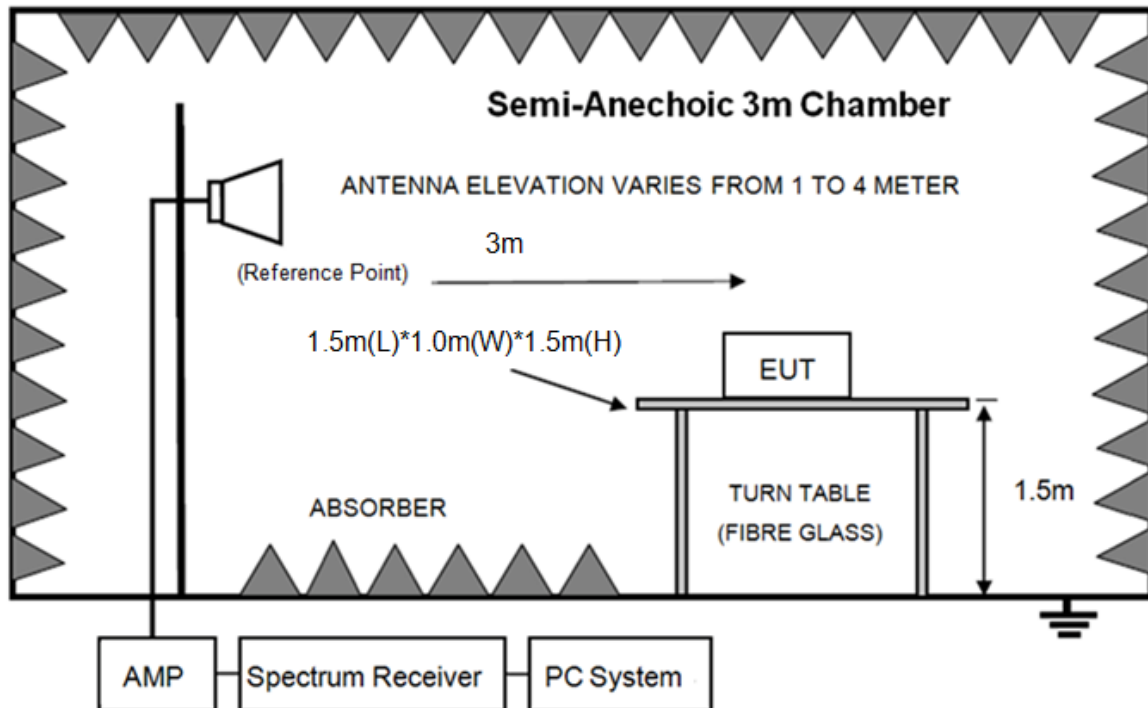 Semi-Anechoic 3m Chamber
ANTENNA ELEVATION VARIES FROM 1 TO 4 METER
3m
(Reference Point)
1.5m(L)*1.0m(W)*1.5m(H)
EUT
ABSORBER
TURN TABLE
(FIBRE GLASS)
1.5m
AMP
Spectrum Receiver
PC System